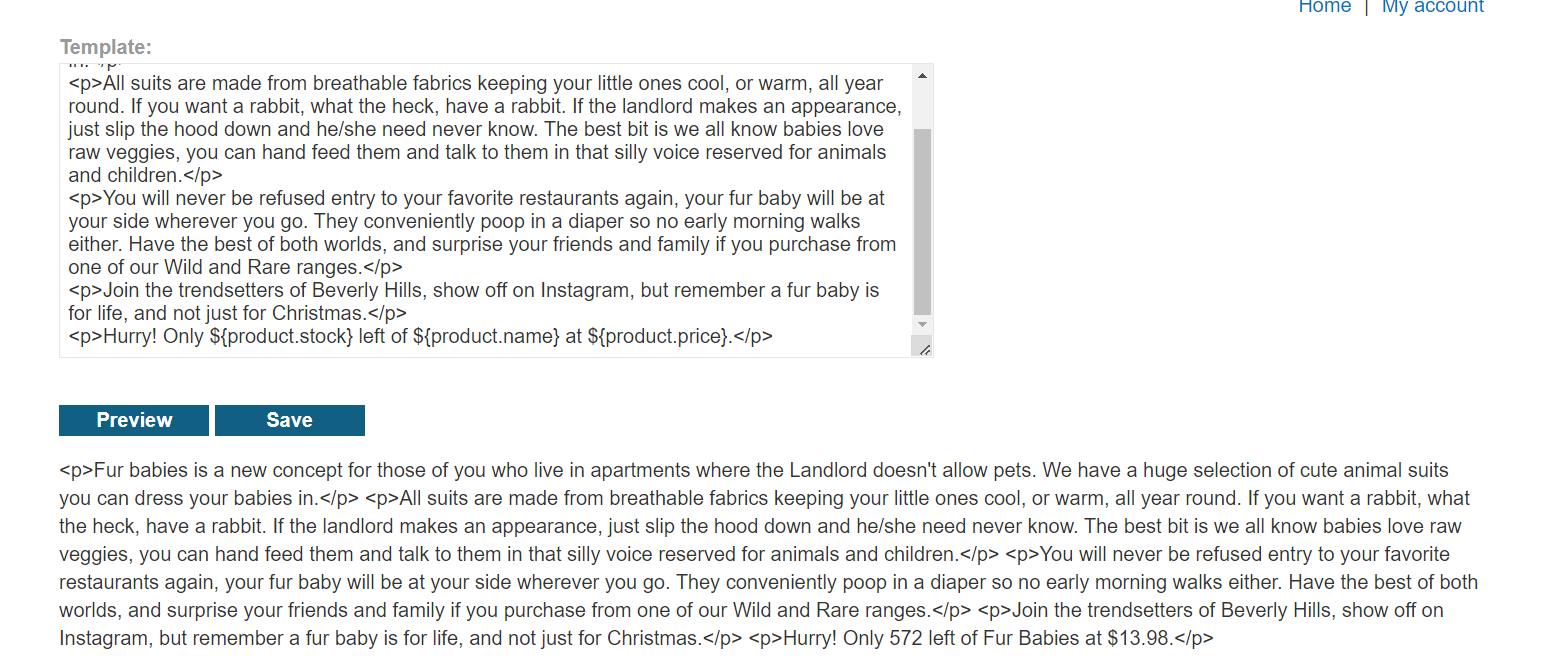 Home | My account
Template:
in.</p>
<p>All suits are made from breathable fabrics keeping your little ones cool, or warm, all year
round. If you want a rabbit, what the heck, have a rabbit. If the landlord makes an appearance,
just slip the hood down and he/she need never know. The best bit is we all know babies love
raw veggies, you can hand feed them and talk to them in that silly voice reserved for animals
and children.</p>
<p>You will never be refused entry to your favorite restaurants again, your fur baby will be at
your side wherever you go. They conveniently poop in a diaper so no early morning walks
either. Have the best of both worlds, and surprise your friends and family if you purchase from
one of our Wild and Rare ranges.</p>
<p>Join the trendsetters of Beverly Hills, show off on Instagram, but remember a fur baby is
for life, and not just for Christmas.</p>
<p>Hurry! Only ${product.stock} left of ${product.name} at ${product.price}.</p>
Preview Save
<p>Fur babies is a new concept for those of you who live in apartments where the Landlord doesn't allow pets. We have a huge selection of cute animal suits
you can dress your babies in.</p> <p>All suits are made from breathable fabrics keeping your little ones cool, or warm, all year round. If you want a rabbit, what
the heck, have a rabbit. If the landlord makes an appearance, just slip the hood down and he/she need never know. The best bit is we all know babies love raw
veggies, you can hand feed them and talk to them in that silly voice reserved for animals and children.</p> <p>You will never be refused entry to your favorite
restaurants again, your fur baby will be at your side wherever you go. They conveniently poop in a diaper so no early morning walks either. Have the best of both
worlds, and surprise your friends and family if you purchase from one of our Wild and Rare ranges.</p> <p>Join the trendsetters of Beverly Hills, show off on
Instagram, but remember a fur baby is for life, and not just for Christmas.</p> <p>Hurry! Only 572 left of Fur Babies at $13.98.</p>